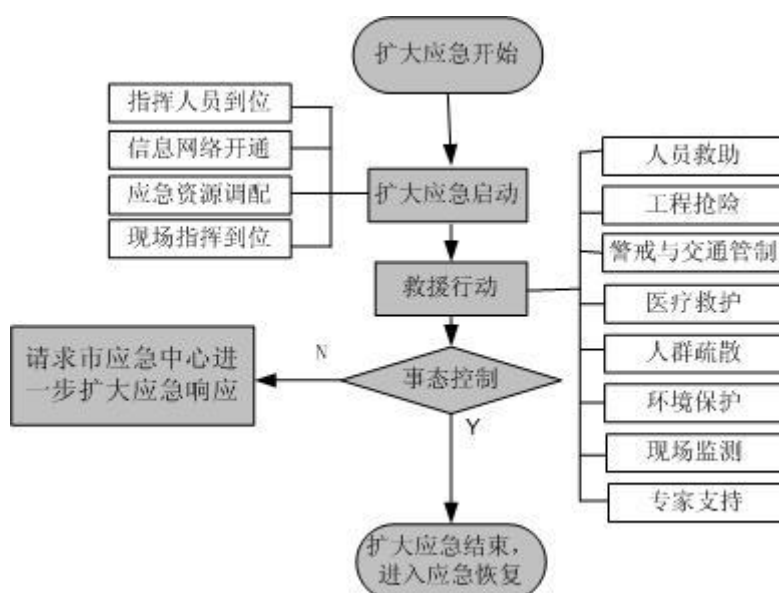 扩大应急开始
指挥人员到位
信息网络开通
应急资源调配
现场指挥到位
扩大应急启动
救援行动
人员救助
工程抢险
警戒与交通管制
医疗救护
人群疏散
环境保护
现场监测
专家支持
事态控制
N
请求市应急中心进
一步扩大应急响应
Y
扩大应急结束，
进入应急恢复